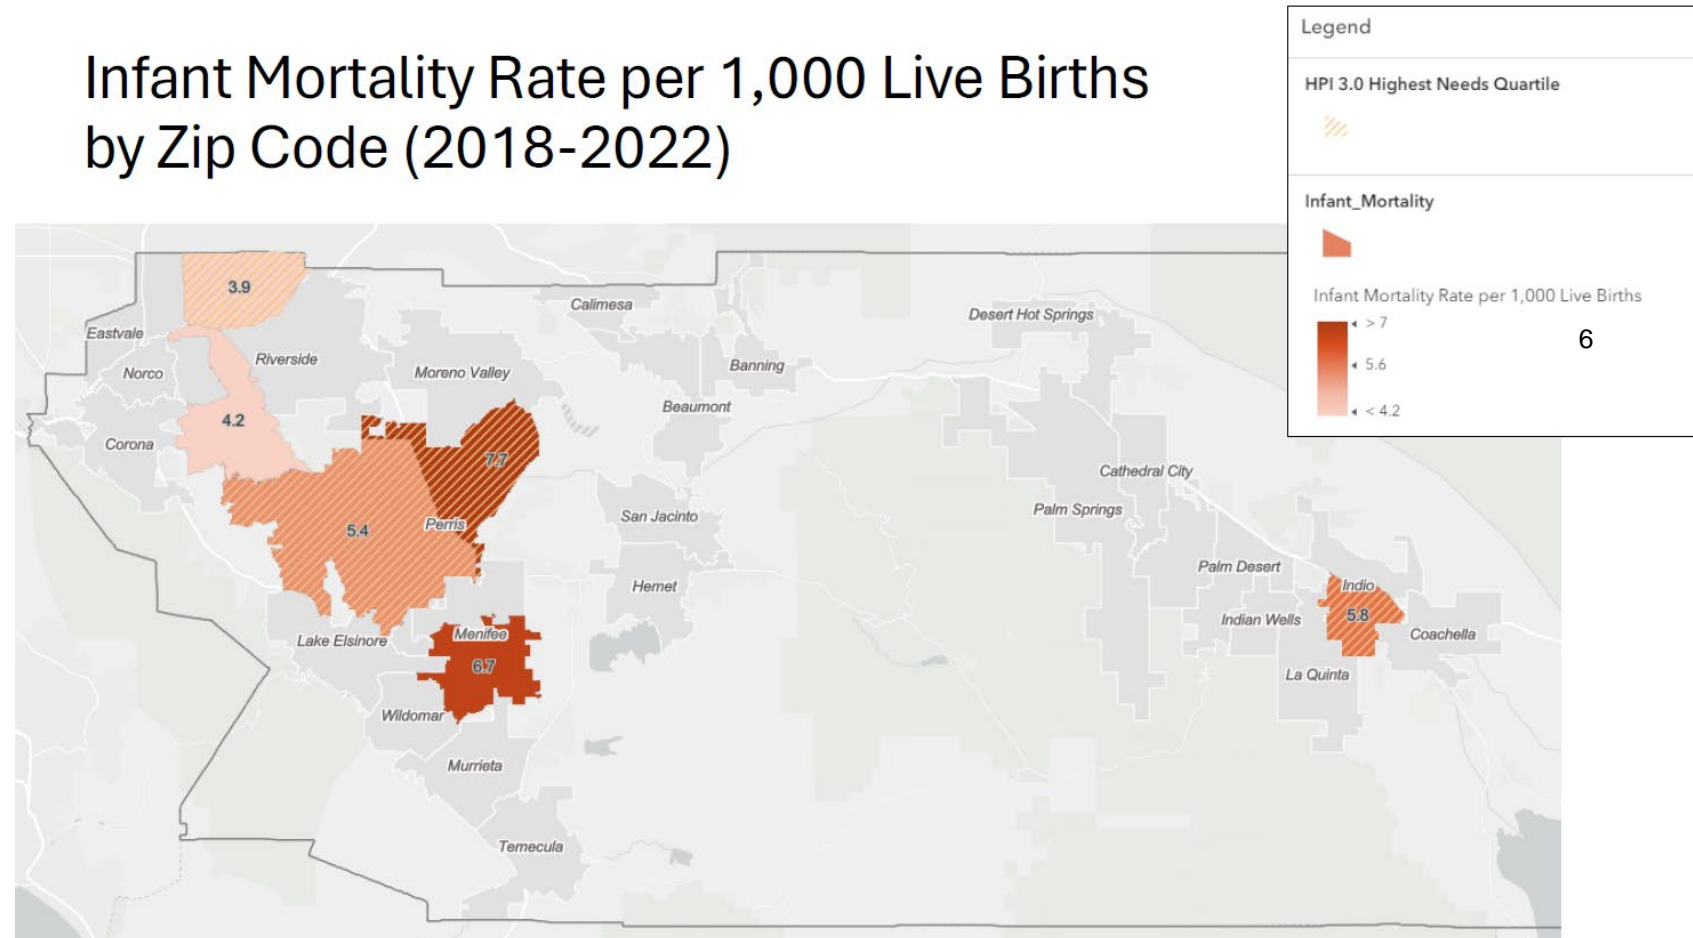 Infant Mortality Rate per 1,000 Live Births
by Zip Code (2018-2022)
Legend
HPI 3.0 Highest Needs Quartile
Infant_Mortality
Infant Mortality Rate per 1,000 Live Births
> 7
5.6
< 4.2
6
3.9
Eastvale
Norco
Riverside
Moreno Valley
4.2
Corona
7.7
5.4
Perris
Calimesa
Banning
Beaumont
San Jacinto
Hemet
Lake Elsinore
Menifee
6.7
Wildomar
Murrieta
Temecula
Desert Hot Springs
Cathedral City
Palm Springs
Palm Desert
Indian Wells
Indio
5.8
Coachella
La Quinta